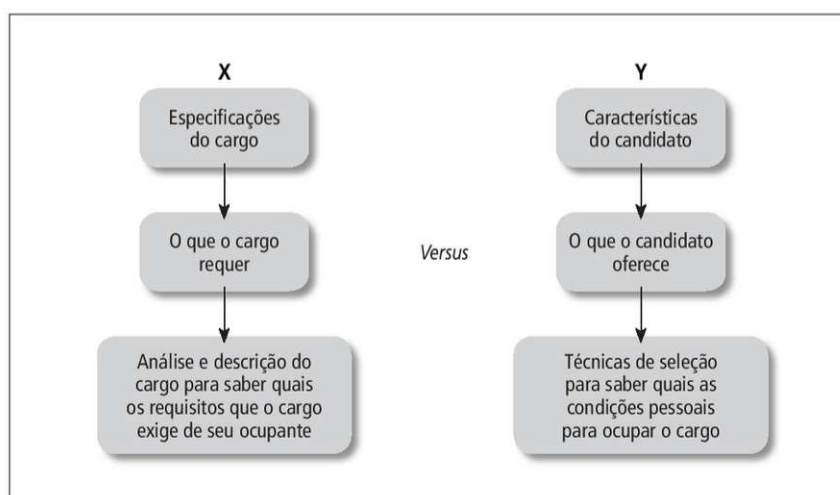 X
Especificações
do cargo
O que o cargo
requer
Análise e descrição do
cargo para saber quais
os requisitos que o cargo
exige de seu ocupante
Versus
Y
Características
do candidato
O que o candidato
oferece
Técnicas de seleção
para saber quais as
condições pessoais
para ocupar o cargo